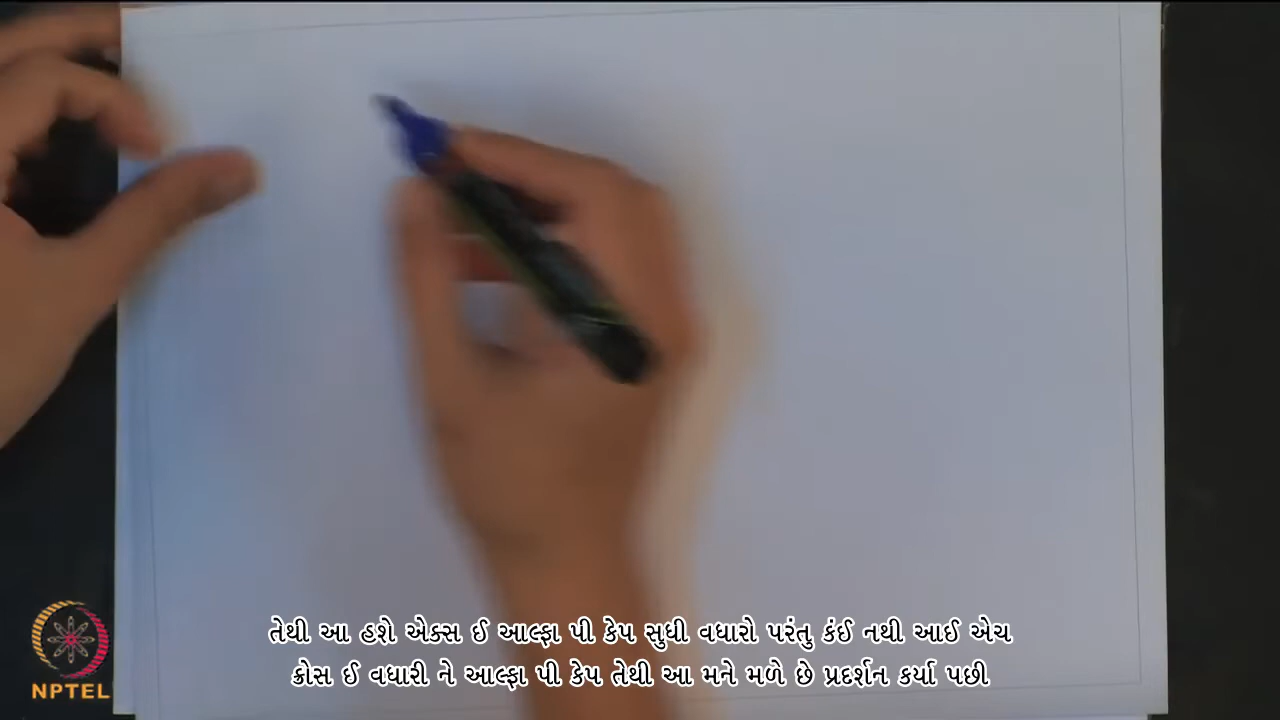 તેથી આ હશે એક્સ ઈ આલ્ફા પી કેપ સુધી વધારો પરંતુ કંઈ નથી આઈ એચ
ક્રોસ ઈ વધારી ને આલ્ફા પી કેપ તેથી આ મને મળે છે પ્રદર્શન કર્યા પછી
NPTEL